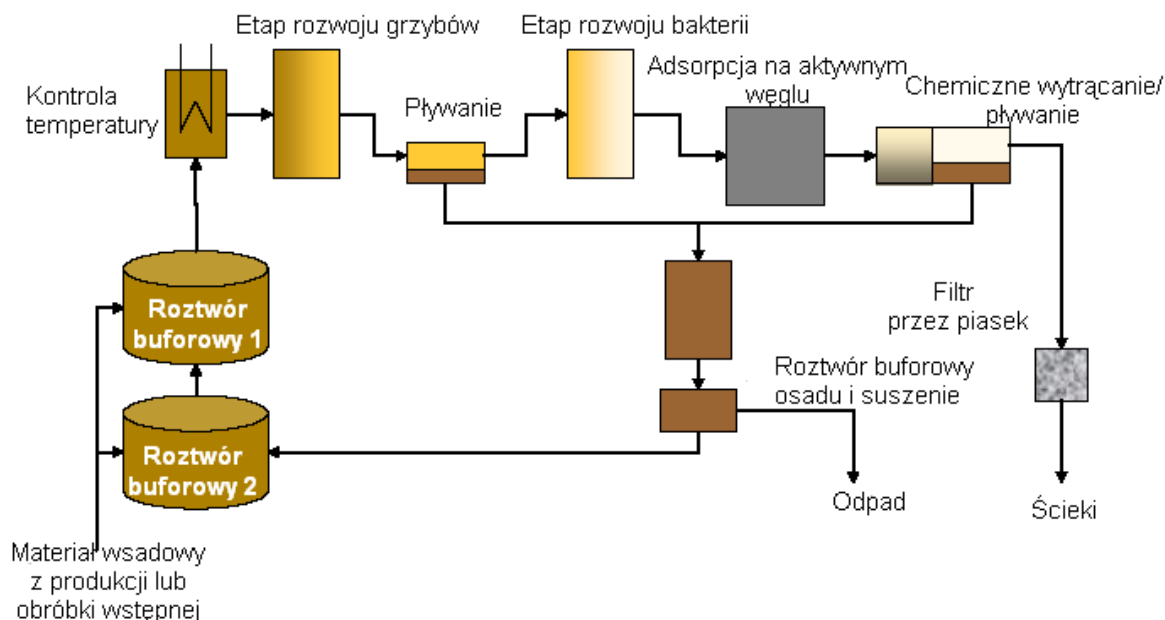 Etap rozwoju grzybów
Etap rozwoju bakterii
Adsorpcja na aktywnym
węglu
Chemiczne wytrącanie/
pływanie
Kontrola
temperatury
Pływanie
Roztwór
buforowy 1
Filtr
przez piasek
Roztwór buforowy
osadu i suszenie
Roztwór
buforowy 2
Odpad
Ścieki
Materiał wsadowy
z produkcji lub
obróbki wstępnej